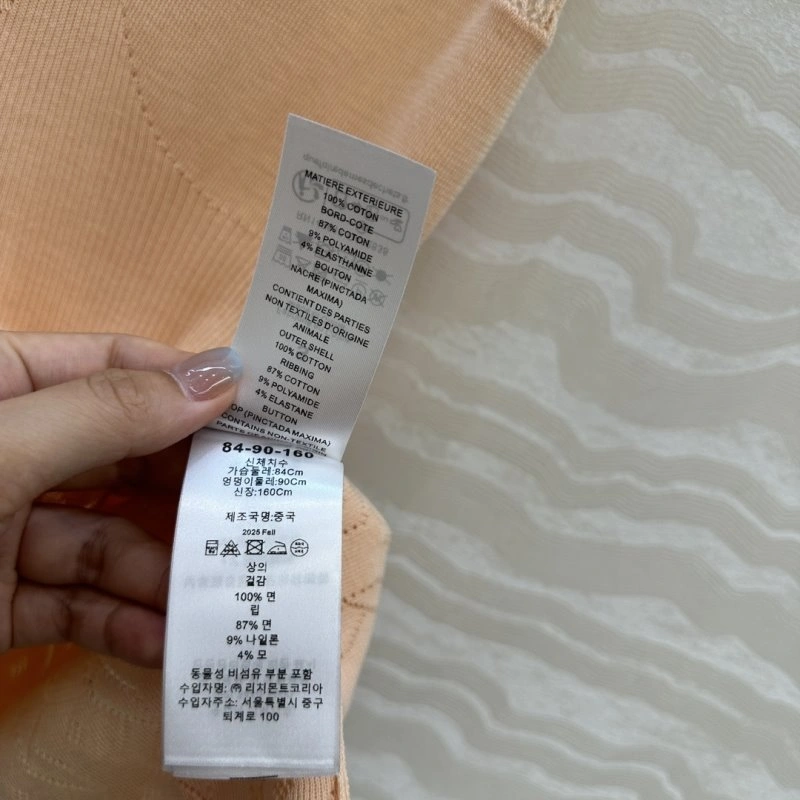 MATIERE EXTERIEURE
100% COTON
BORD-COTE
87% COTON
9% POLYAMIDE
4% ELASTHANNE
BOUTON
NACRE (PINCTADA
MAXIMA)
CONTIENT DES PARTIES
NON TEXTILES D'ORIGINE
ANIMALE
OUTER SHELL
100% COTTON
RIBBING
87% COTTON
9% POLYAMIDE
4% ELASTANE
BUTTON
OP (PINCTADA MAXIMA)
CONTAINS NON-TEXTILE
PARTS
84-90-160
신체치수
가슴둘레:84Cm
엉덩이둘레:90Cm
신장:160Cm
제조국명:중국
2025 Fall
상의
겉감
100% 면
립
87% 면
9% 나일론
4% 모
동물성 비섬유 부분 포함
수입자명: ㈜ 리치몬트코리아
수입자주소: 서울특별시 중구
퇴계로 100